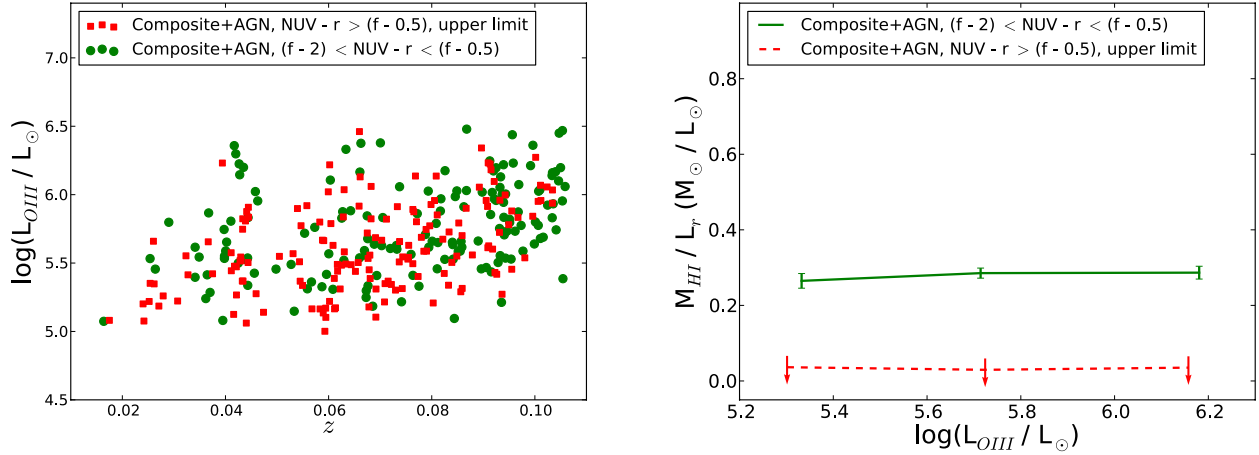 Composite+AGN, NUV - r > (f - 0.5), upper limit
Composite+AGN, (f - 2) < NUV - r < (f - 0.5)
log(L_OIII / L_⊙)
7.0
6.5
6.0
5.5
5.0
4.5
0.02 0.04 0.06 0.08 0.10
z
Composite+AGN, (f - 2) < NUV - r < (f - 0.5)
Composite+AGN, NUV - r > (f - 0.5), upper limit
M_HI / L_r (M_⊙ / L_⊙)
0.8
0.6
0.4
0.2
0.0
5.2 5.4 5.6 5.8 6.0 6.2
log(L_OIII / L_⊙)